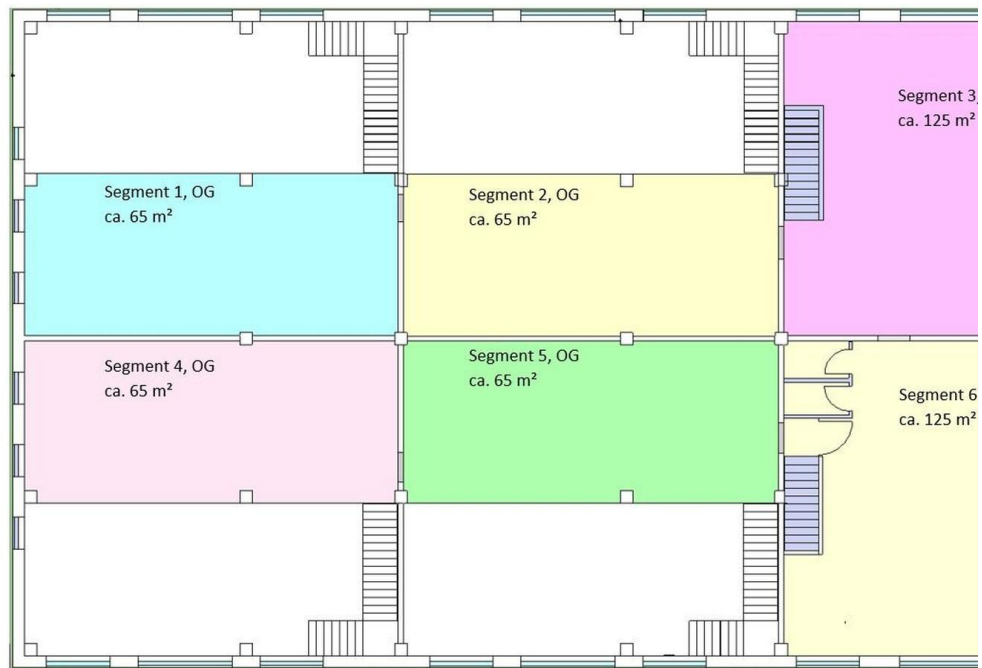 Segment 3,
ca. 125 m²
Segment 1, OG
ca. 65 m²
Segment 2, OG
ca. 65 m²
Segment 4, OG
ca. 65 m²
Segment 5, OG
ca. 65 m²
Segment 6
ca. 125 m²